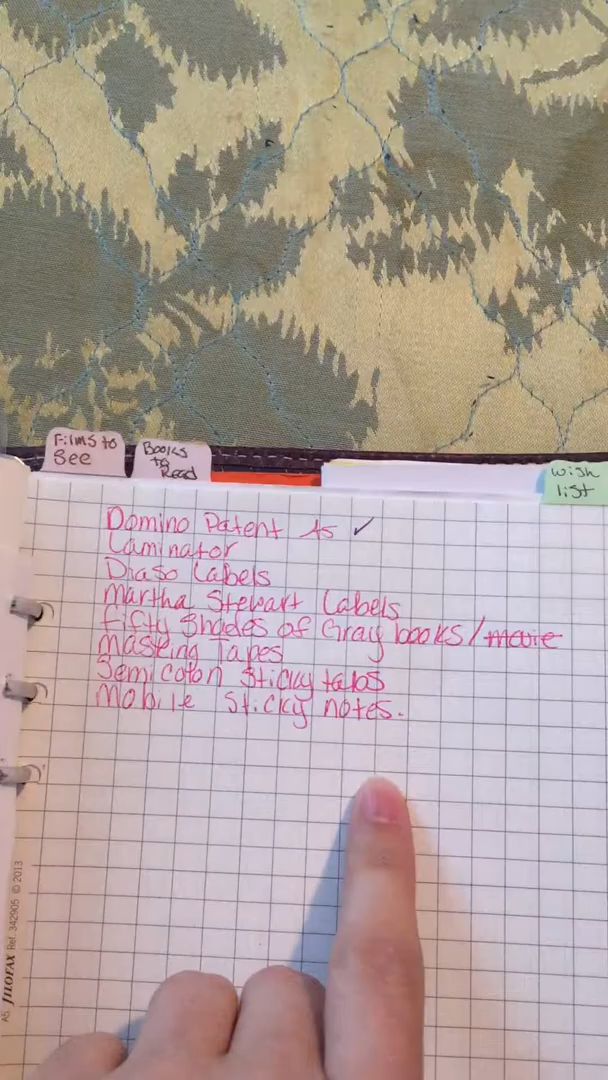 Films to
See
Books
to
Read
wish
list
Domino Patent A5 ✓
Laminator
Diaso Labels
Martha Stewart Labels
Fifty Shades of Gray books/movie
Masking Tapes
Semicolon Sticky tabs
Mobile Sticky notes.
A5 FILOFAX Ref. 342905 © 2013